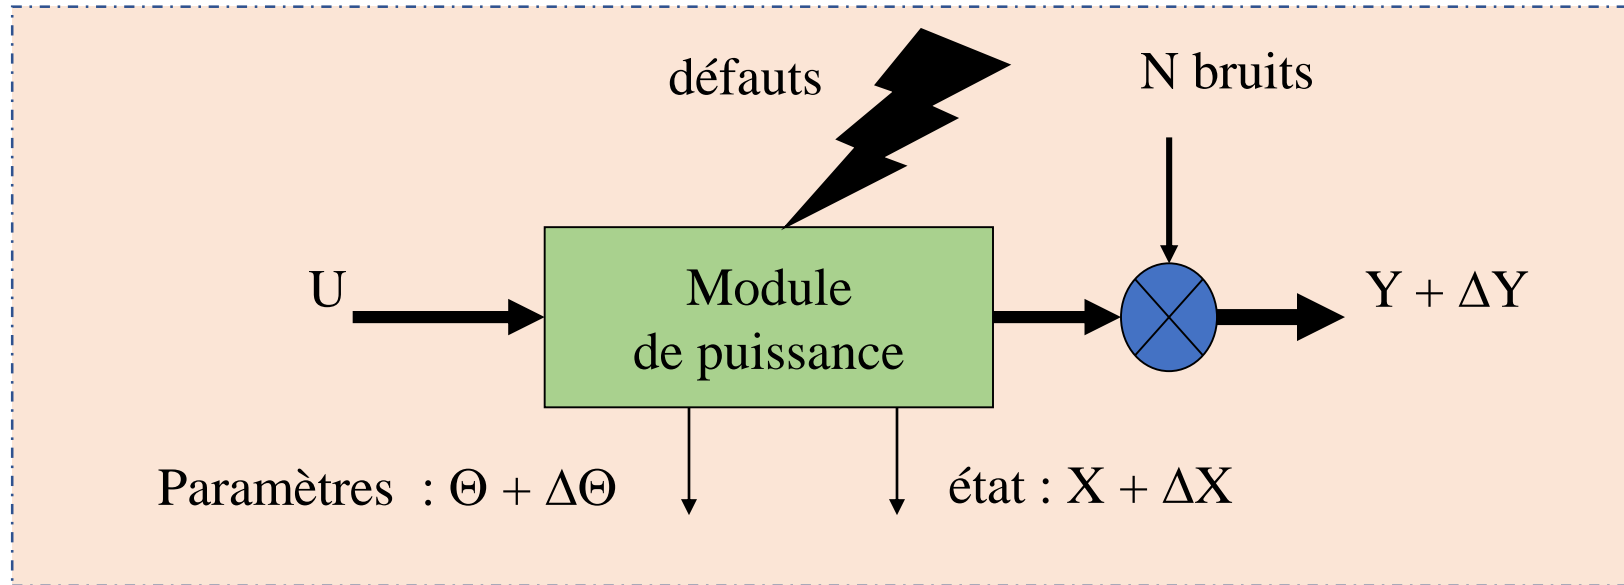 défauts
N bruits
U
Module
de puissance
Y + ΔY
Paramètres : Θ + ΔΘ
état : X + ΔX